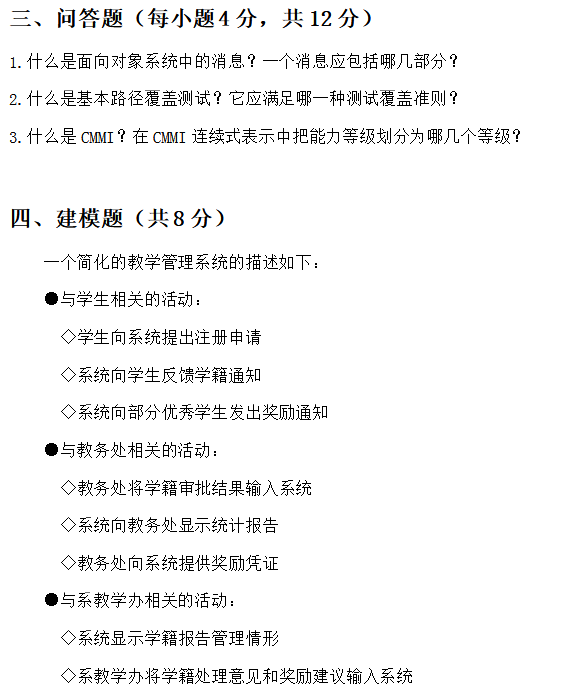 三、问答题（每小题4分，共12分）
1.什么是面向对象系统中的消息？一个消息应包括哪几部分？
2.什么是基本路径覆盖测试？它应满足哪一种测试覆盖准则？
3.什么是CMMI？在CMMI连续式表示中把能力等级划分为哪几个等级？
四、建模题（共8分）
一个简化的教学管理系统的描述如下：
●与学生相关的活动：
◇学生向系统提出注册申请
◇系统向学生反馈学籍通知
◇系统向部分优秀学生发出奖励通知
●与教务处相关的活动：
◇教务处将学籍审批结果输入系统
◇系统向教务处显示统计报告
◇教务处向系统提供奖励凭证
●与系教学办相关的活动：
◇系统显示学籍报告管理情形
◇系教学办将学籍处理意见和奖励建议输入系统